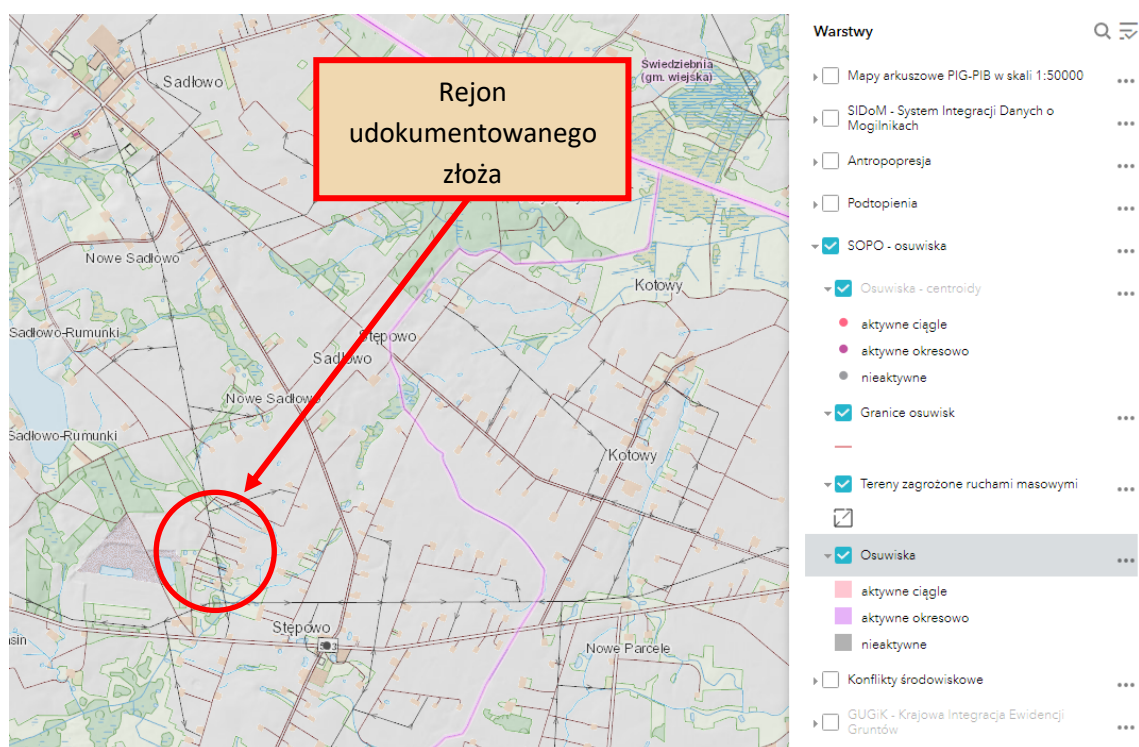 Sadłowo
Świedziebnia
(gm. wiejska)
Rejon
udokumentowanego
złoża
Nowe Sadłowo
Kotowy
Sadłowo-Rumunki
Stępowo
Sadłowo
Nowe Sadłowo
Sadłowo-Rumunki
Kotowy
Stępowo
Nowe Parcele
Warstwy
Mapy arkuszowe PIG-PIB w skali 1:50000
SIDoM - System Integracji Danych o
Mogilnikach
Antropopresja
Podtopienia
SOPO - osuwiska
Osuwiska - centroidy
aktywne ciągle
aktywne okresowo
nieaktywne
Granice osuwisk
Tereny zagrożone ruchami masowymi
Osuwiska
aktywne ciągle
aktywne okresowo
nieaktywne
Konflikty środowiskowe
GUGiK - Krajowa Integracja Ewidencji
Gruntów